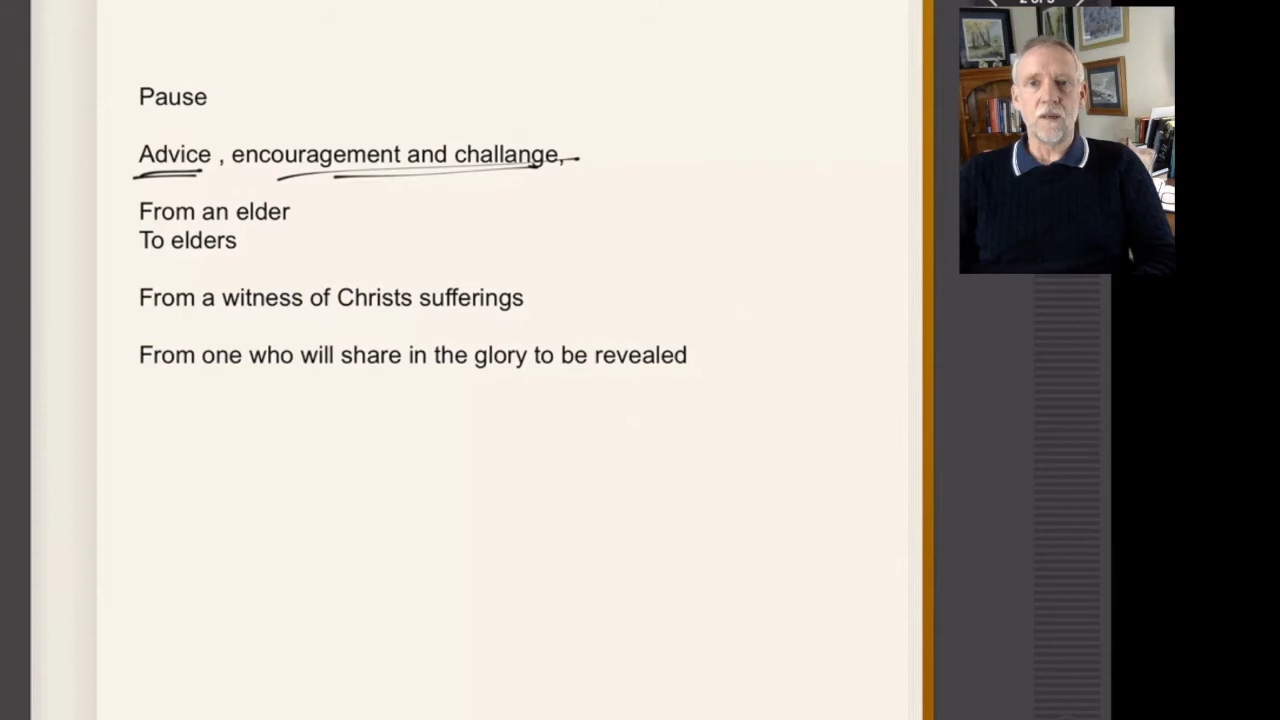 Pause
Advice , encouragement and challange,
From an elder
To elders
From a witness of Christs sufferings
From one who will share in the glory to be revealed